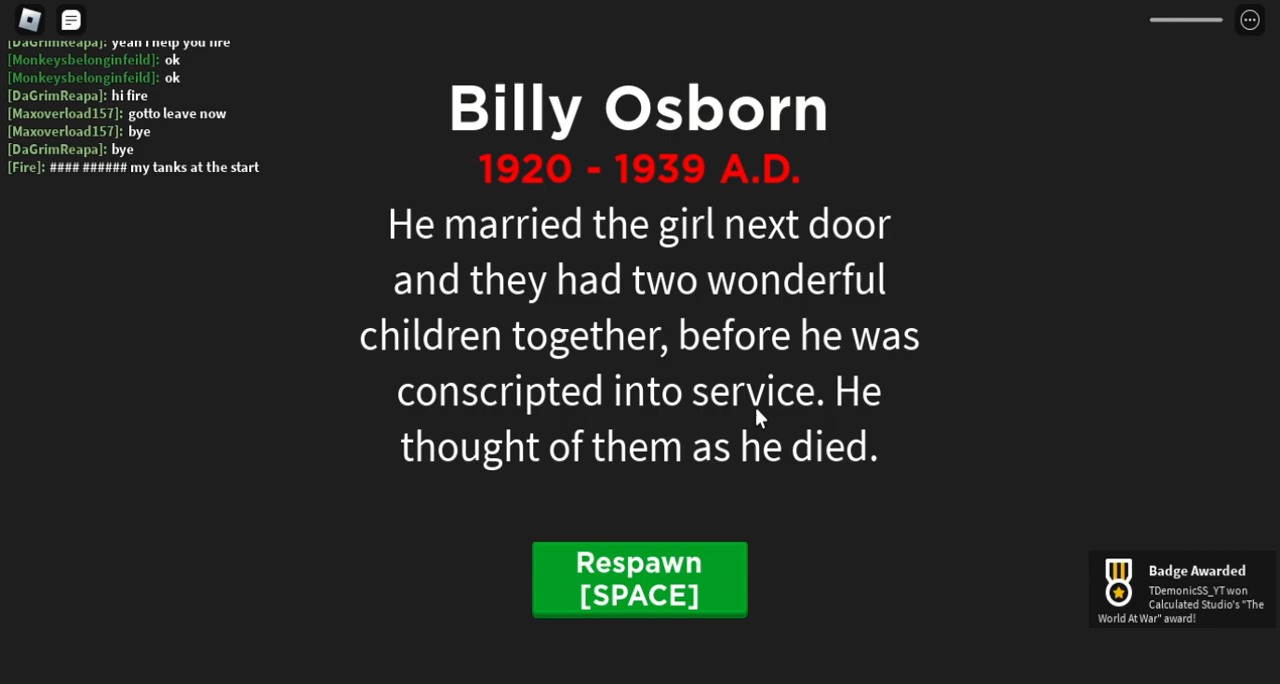 [DaGrimReapa]: yeah i help you fire
[Monkeysbelonginfeild]: ok
[Monkeysbelonginfeild]: ok
[DaGrimReapa]: hi fire
[Maxoverload157]: gotto leave now
[Maxoverload157]: bye
[DaGrimReapa]: bye
[Fire]: #### ###### my tanks at the start
Billy Osborn
1920 - 1939 A.D.
He married the girl next door
and they had two wonderful
children together, before he was
conscripted into service. He
thought of them as he died.
Respawn
[SPACE]
Badge Awarded
TDemonicSS_YT won
Calculated Studio's "The
World At War" award!